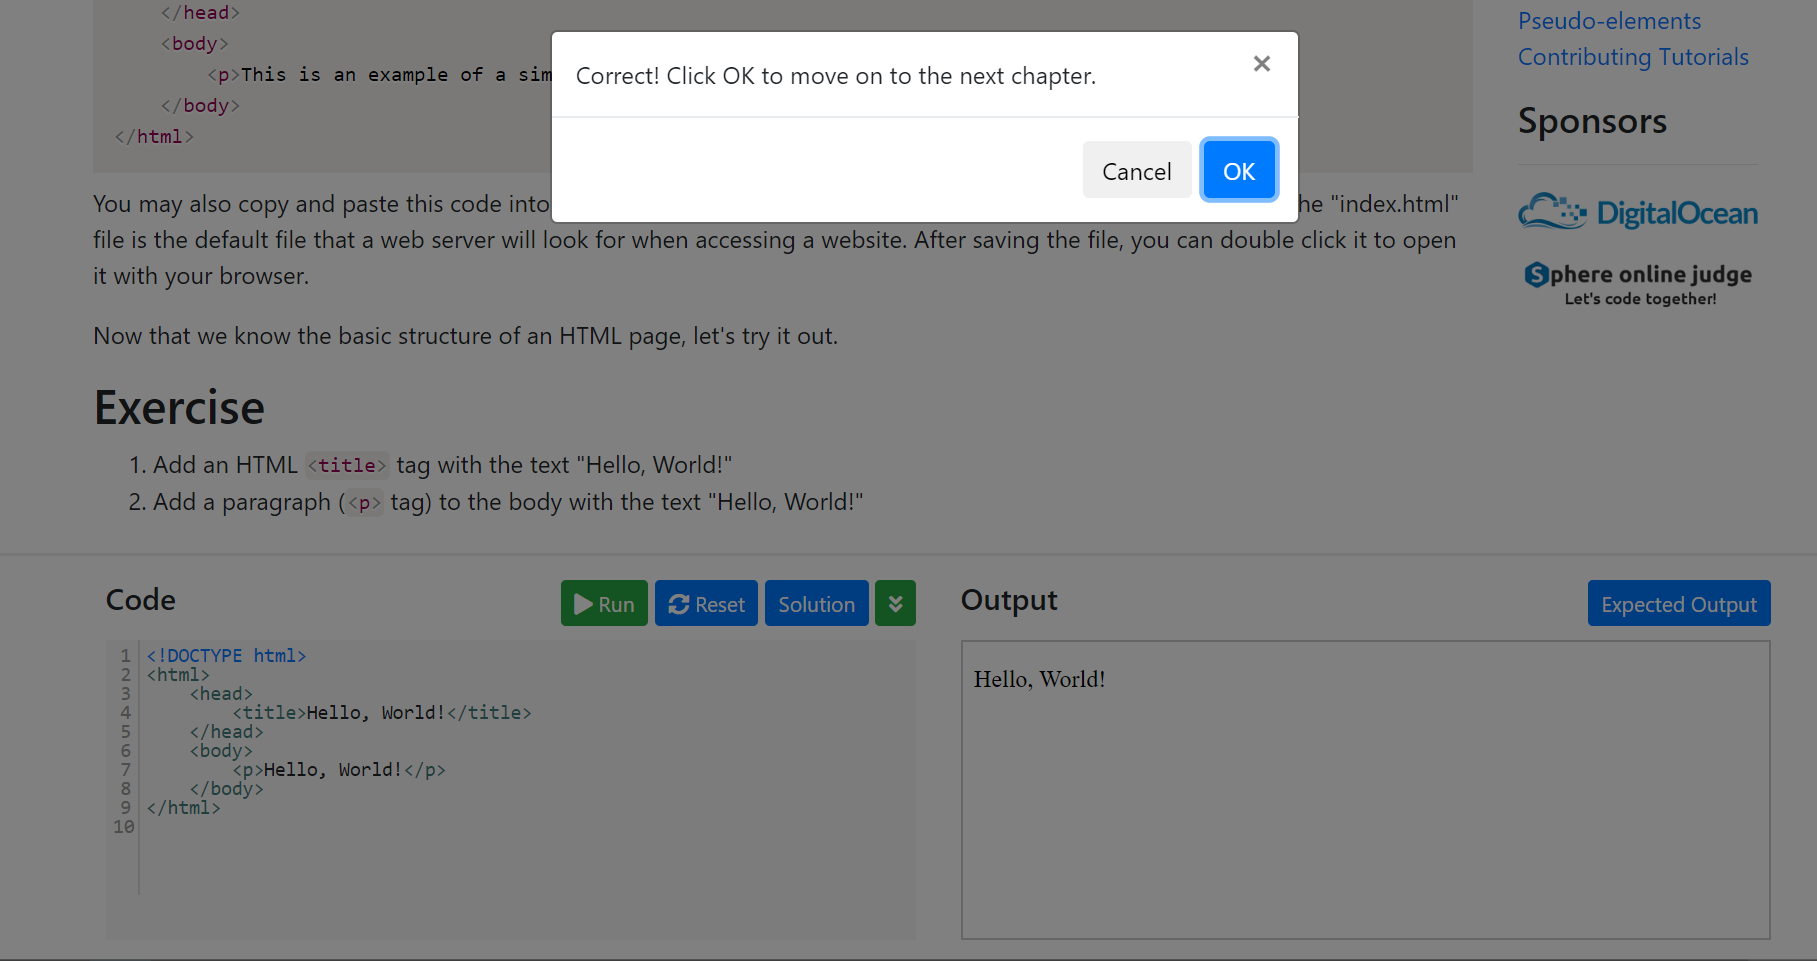 </head>
<body>
<p>This is an example of a sim
</body>
</html>
Correct! Click OK to move on to the next chapter.
×
Cancel
OK
You may also copy and paste this code into
he "index.html"
file is the default file that a web server will look for when accessing a website. After saving the file, you can double click it to open
it with your browser.
Now that we know the basic structure of an HTML page, let's try it out.
Exercise
1. Add an HTML <title> tag with the text "Hello, World!"
2. Add a paragraph (<p> tag) to the body with the text "Hello, World!"
Pseudo-elements
Contributing Tutorials
Sponsors
DigitalOcean
Sphere online judge
Let's code together!
Code
Run
Reset
Solution
1 <!DOCTYPE html>
2 <html>
3 <head>
4 <title>Hello, World!</title>
5 </head>
6 <body>
7 <p>Hello, World!</p>
8 </body>
9 </html>
10
Output
Expected Output
Hello, World!